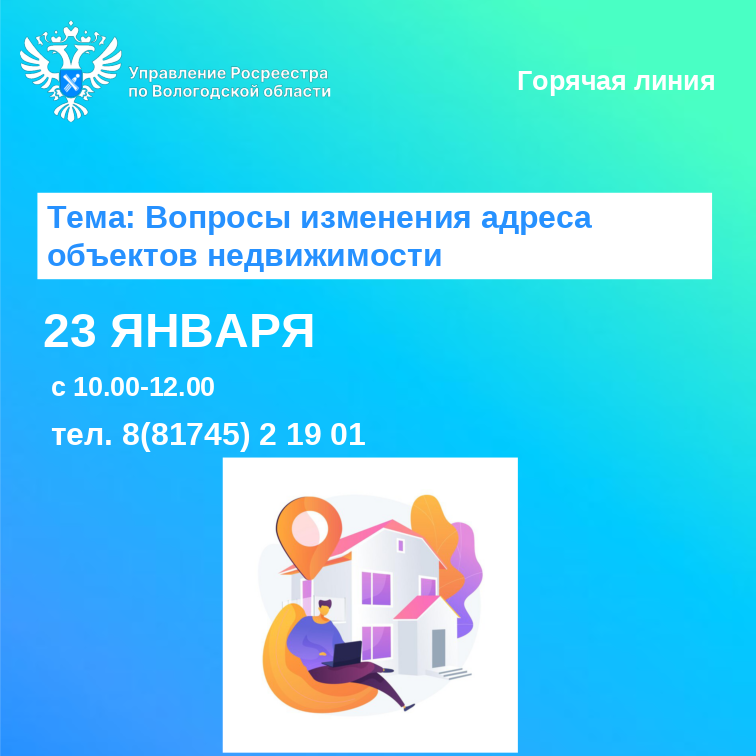 Управление Росреестра
по Вологодской области
Горячая линия
Тема: Вопросы изменения адреса
объектов недвижимости
23 ЯНВАРЯ
с 10.00-12.00
тел. 8(81745) 2 19 01